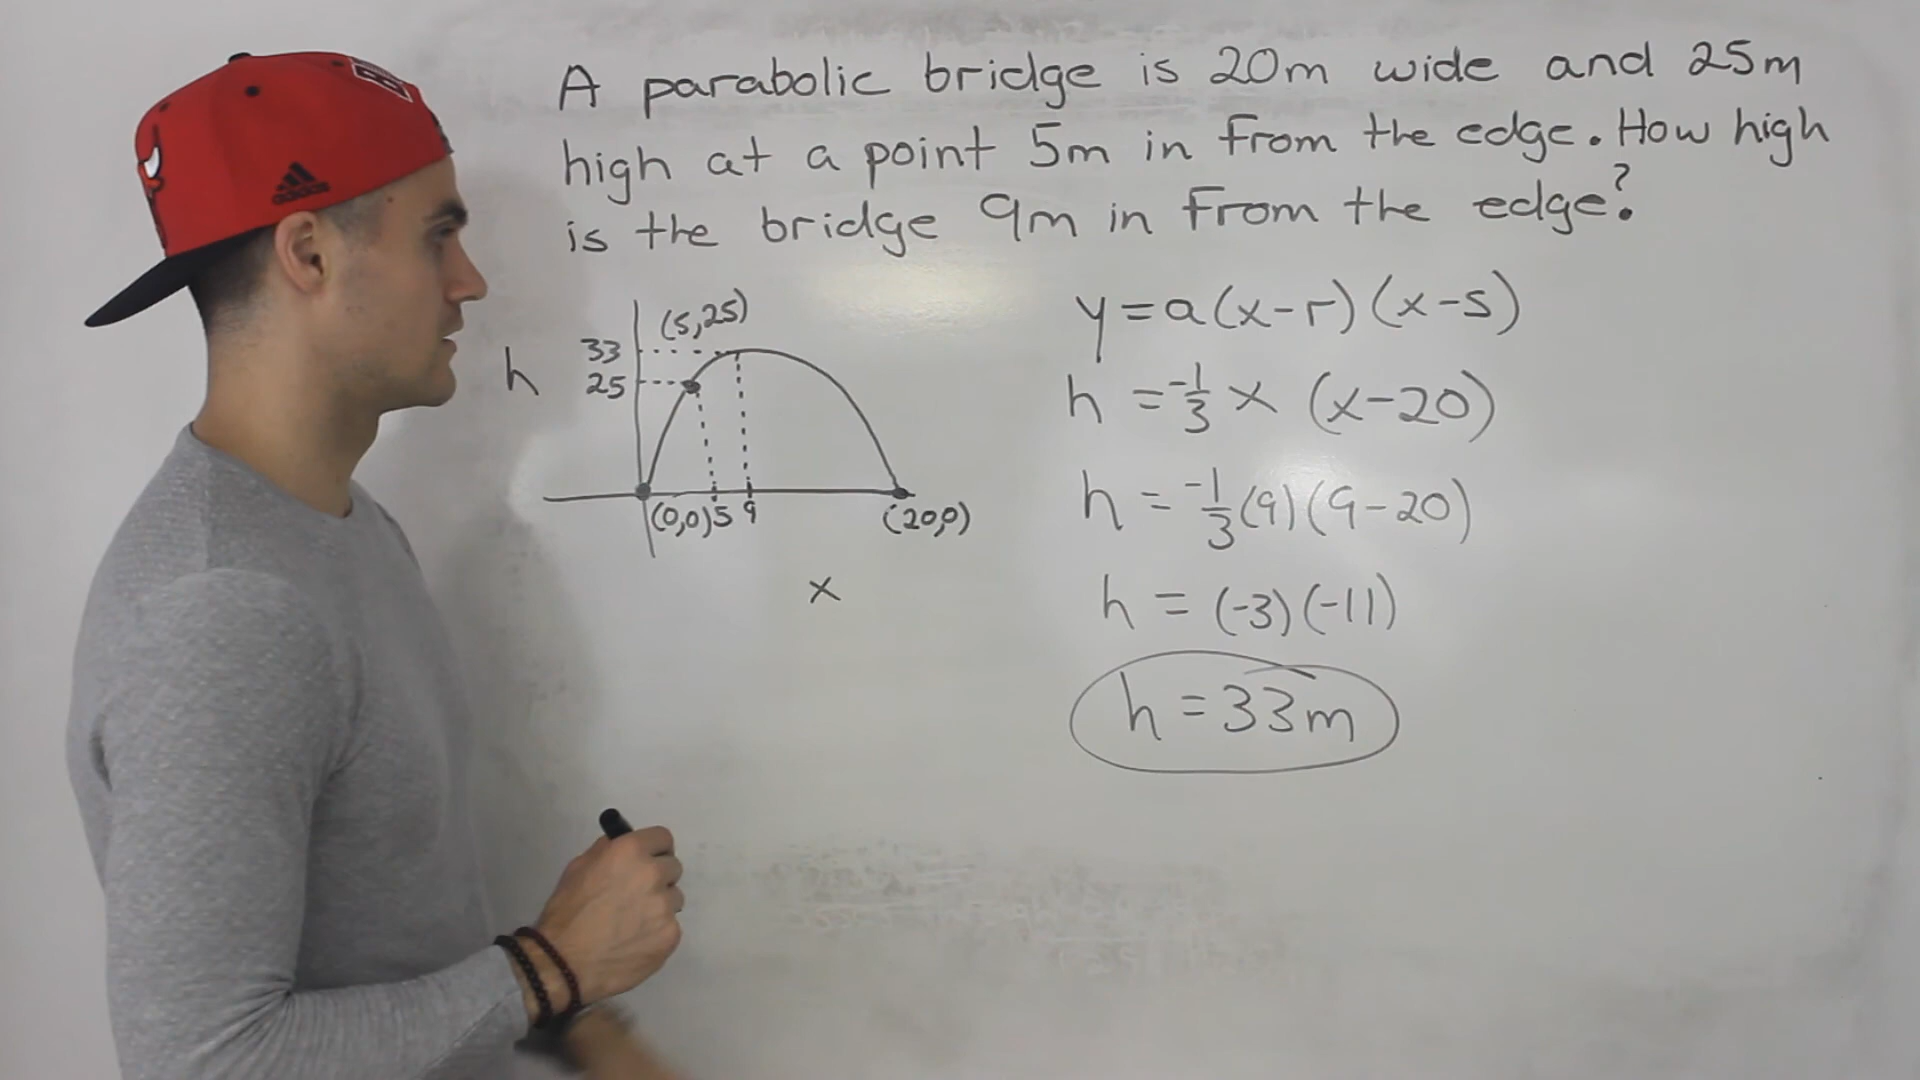 A parabolic bridge is 20m wide and 25m
high at a point 5m in from the edge. How high
is the bridge 9m in from the edge?
(5,25)
33
h
25
(0,0) 5 9
(20,0)
x
y = a(x-r)(x-s)
h = -1/3 x (x-20)
h = -1/3 (9)(9-20)
h = (-3)(-11)
h = 33m
adidas